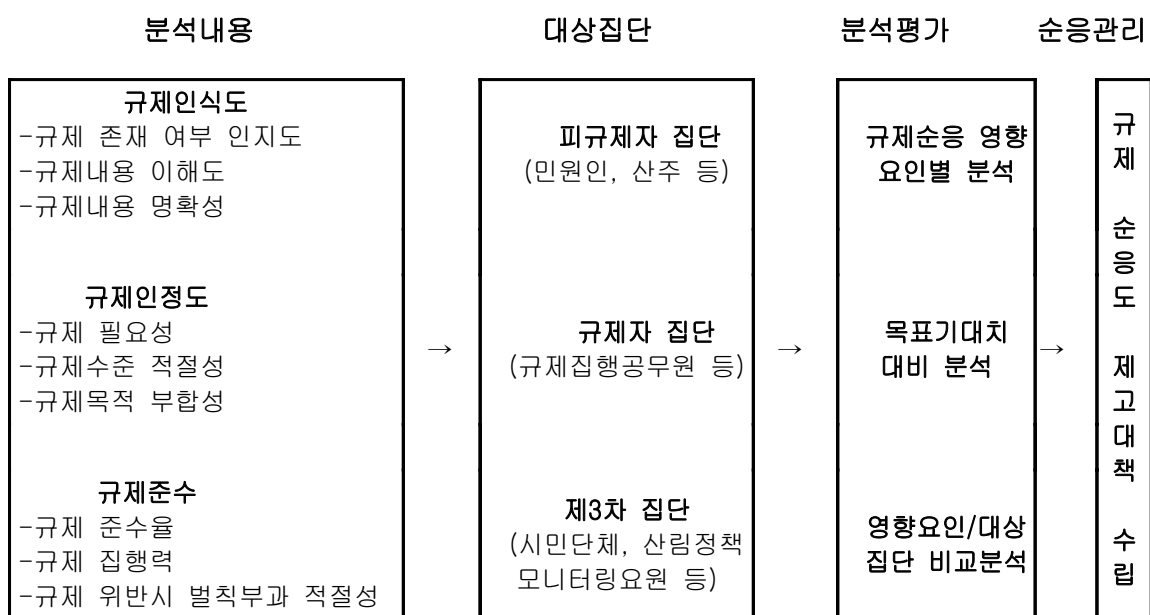 분석내용 대상집단 분석평가 순응관리
규제인식도
-규제 존재 여부 인지도
-규제내용 이해도
-규제내용 명확성
규제인정도
-규제 필요성
-규제수준 적절성
-규제목적 부합성
규제준수
-규제 준수율
-규제 집행력
-규제 위반시 벌칙부과 적절성
→
피규제자 집단
(민원인, 산주 등)
규제자 집단
(규제집행공무원 등)
제3차 집단
(시민단체, 산림정책
모니터링요원 등)
→
규제순응 영향
요인별 분석
목표기대치
대비 분석
영향요인/대상
집단 비교분석
→
규제 순응도 제고대책 수립